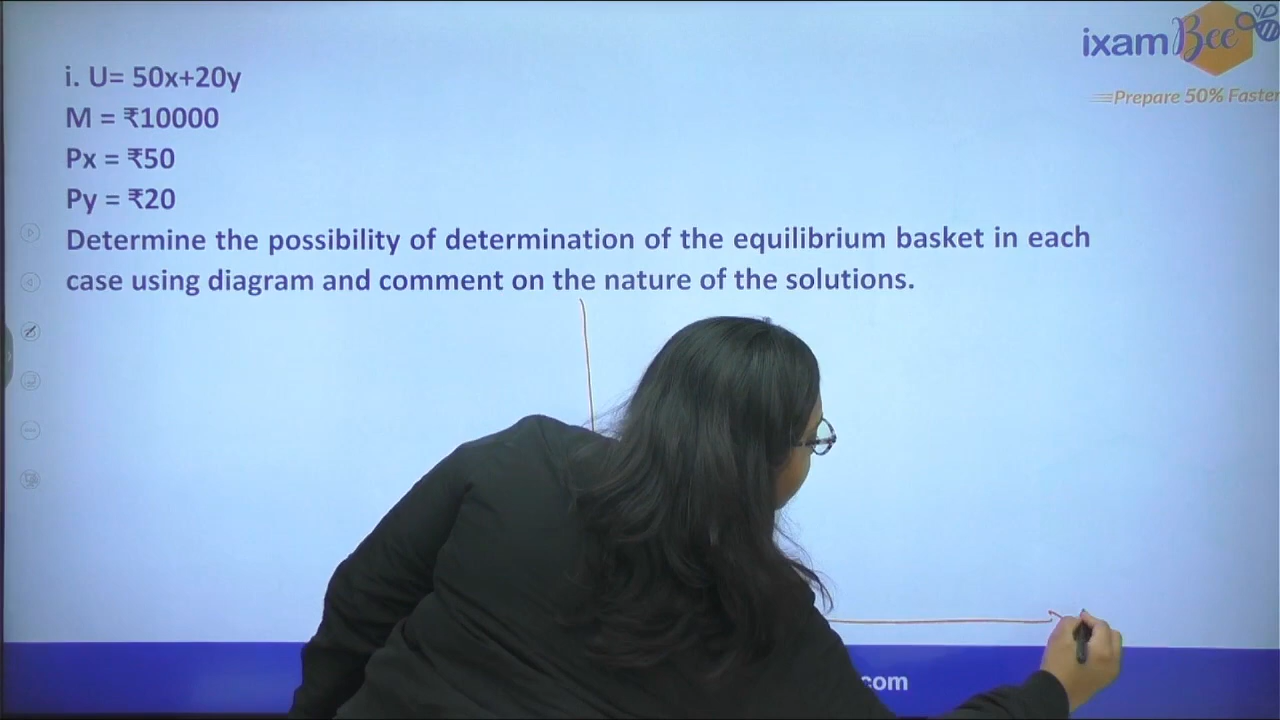 ixamBee
Prepare 50% Faster
i. U= 50x+20y
M = ₹10000
Px = ₹50
Py = ₹20
Determine the possibility of determination of the equilibrium basket in each
case using diagram and comment on the nature of the solutions.
com